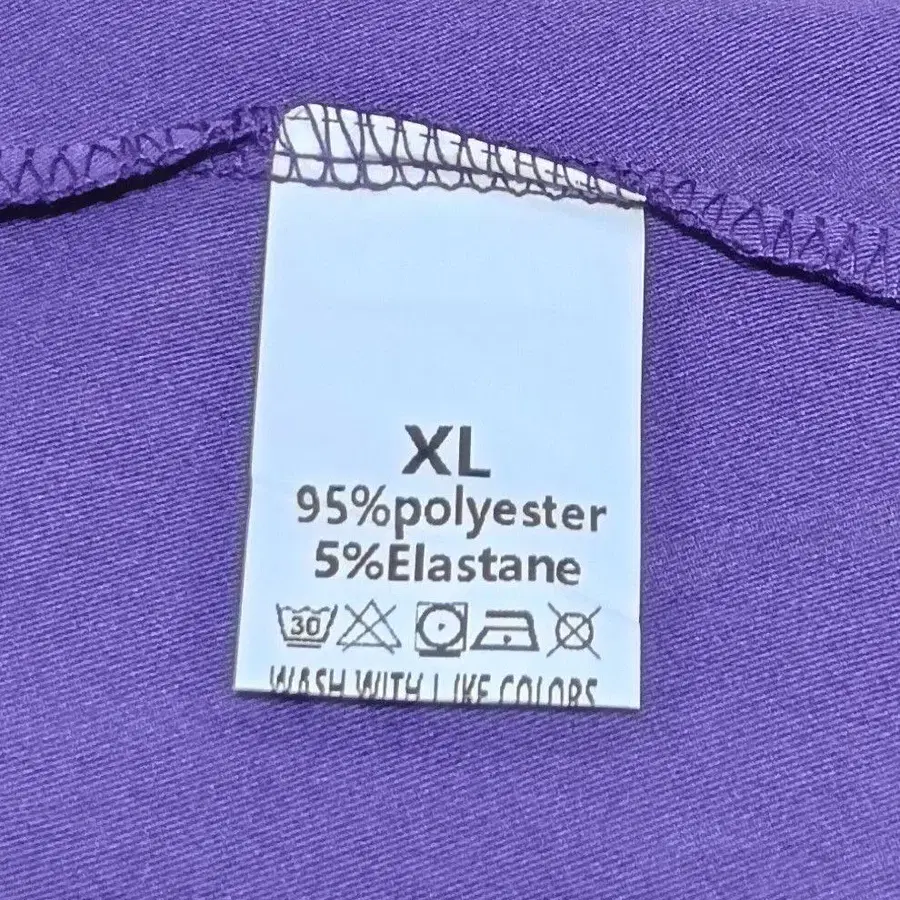 XL
95%polyester
5%Elastane
30
WASH WITH LIKE COLORS